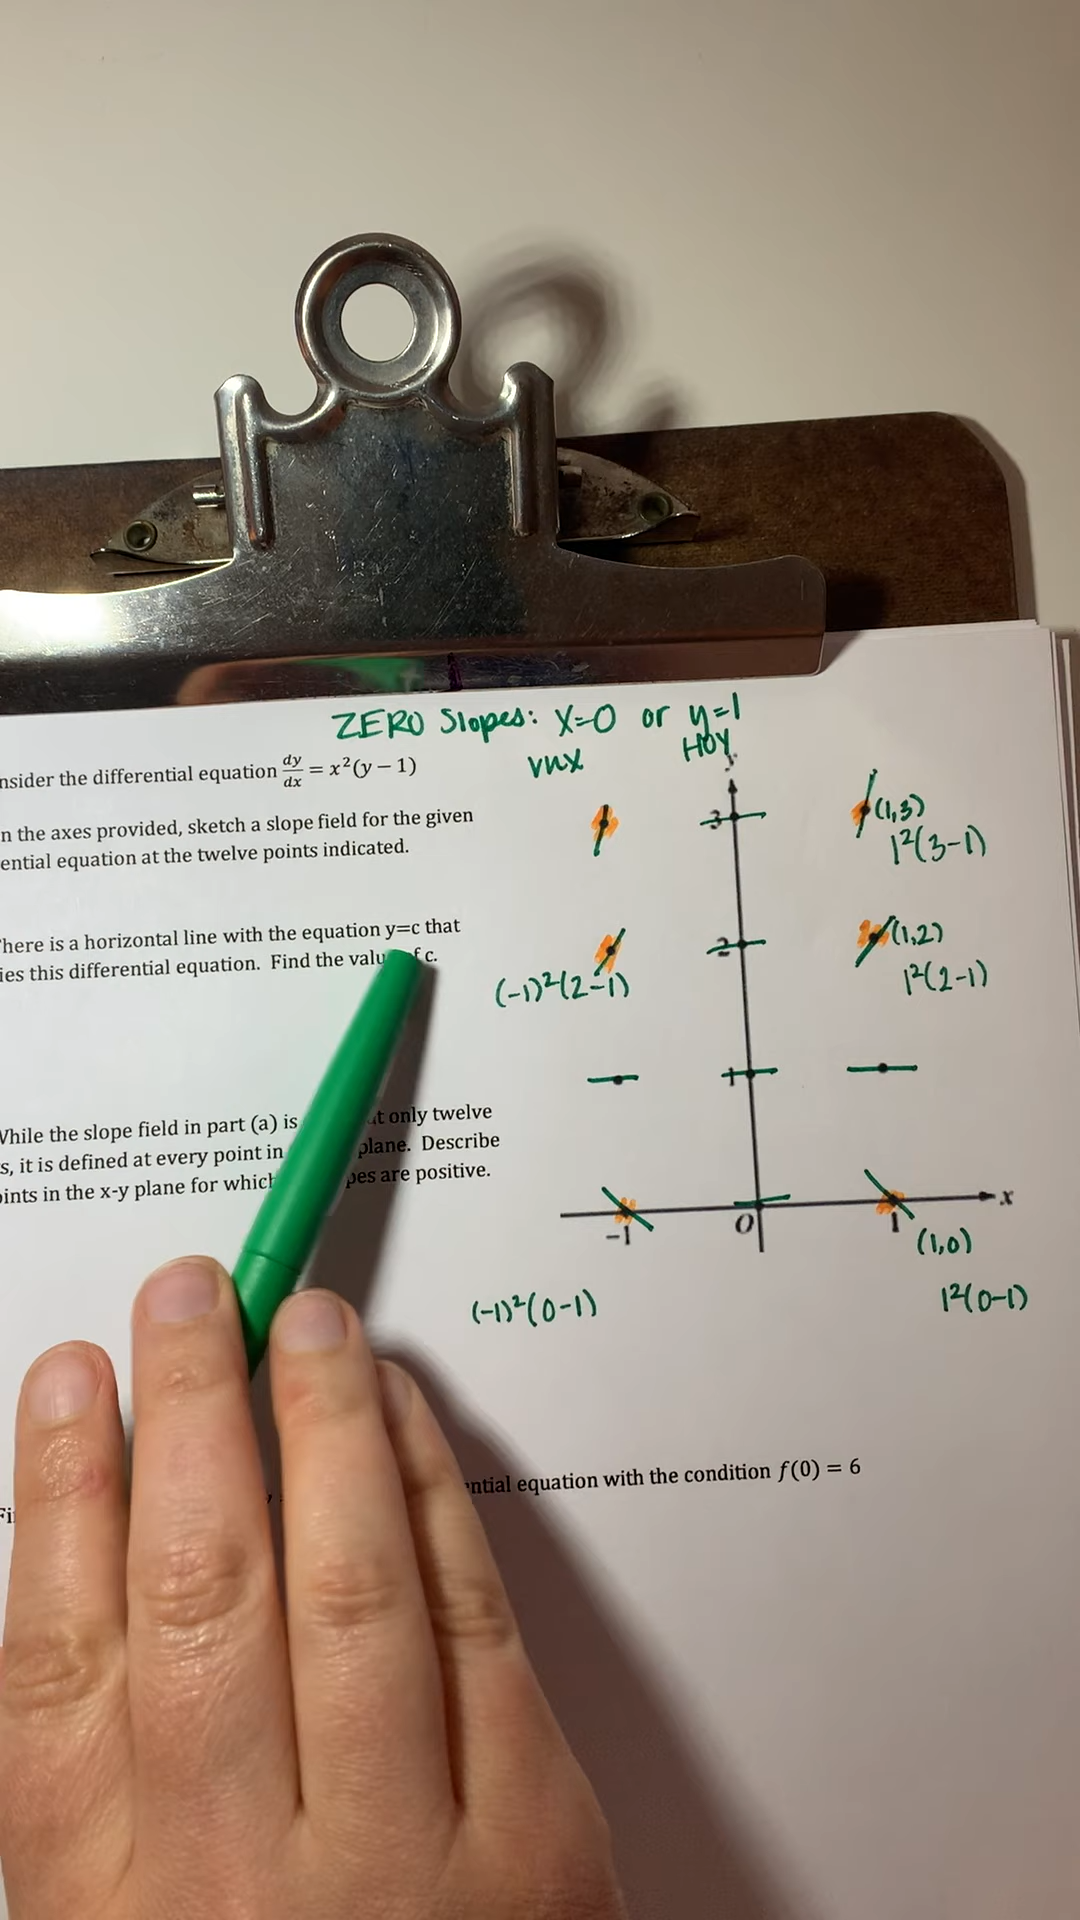 ZERO Slopes: x=0 or y=1
VUX HOY
nsider the differential equation dy/dx = x²(y − 1)
n the axes provided, sketch a slope field for the given
ential equation at the twelve points indicated.
here is a horizontal line with the equation y=c that
ies this differential equation. Find the valu f c.
While the slope field in part (a) is t only twelve
s, it is defined at every point in plane. Describe
oints in the x-y plane for which pes are positive.
3
(1,3)
1²(3-1)
2
(1,2)
(-1)²(2-1)
1²(2-1)
1
-1
O
1
x
(1,0)
(-1)²(0-1)
1²(0-1)
Fi
ntial equation with the condition f(0) = 6